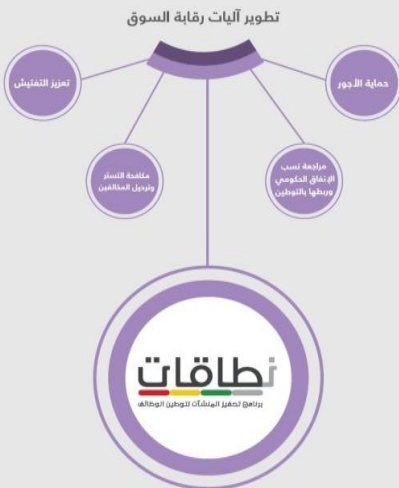 تطوير آليات رقابة السوق
حماية الأجور
تعزيز التفتيش
مراجعة نسب
الإنفاق الحكومي
وربطها بالتوطين
مكافحة التستر
وترحيل المخالفين
نطاقات
برنامج تحفيز المنشآت لتوطين الوظائف